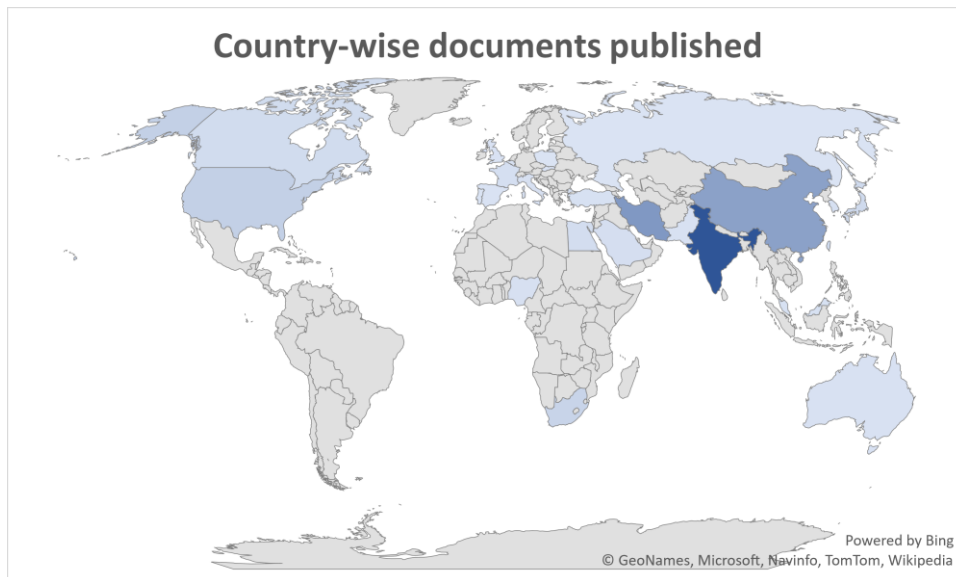 Country-wise documents published
Powered by Bing
© GeoNames, Microsoft, Navinfo, TomTom, Wikipedia